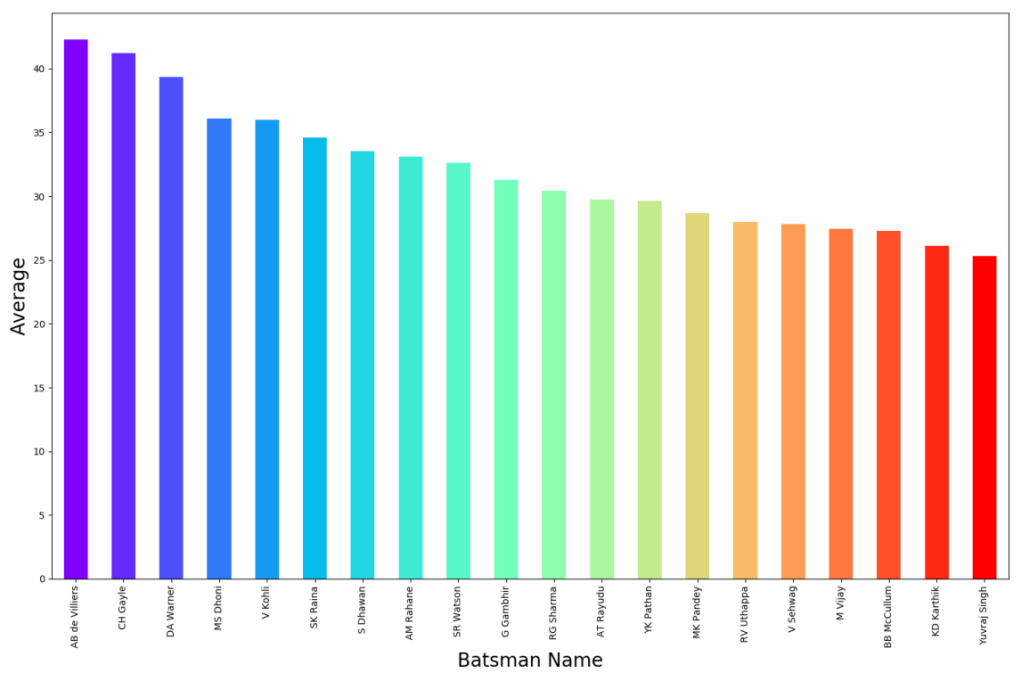 40
35
30
25
20
15
10
5
0
Average
AB de Villiers
CH Gayle
DA Warner
MS Dhoni
V Kohli
SK Raina
S Dhawan
AM Rahane
SR Watson
G Gambhir
RG Sharma
AT Rayudu
YK Pathan
MK Pandey
RV Uthappa
V Sehwag
M Vijay
BB McCullum
KD Karthik
Yuvraj Singh
Batsman Name